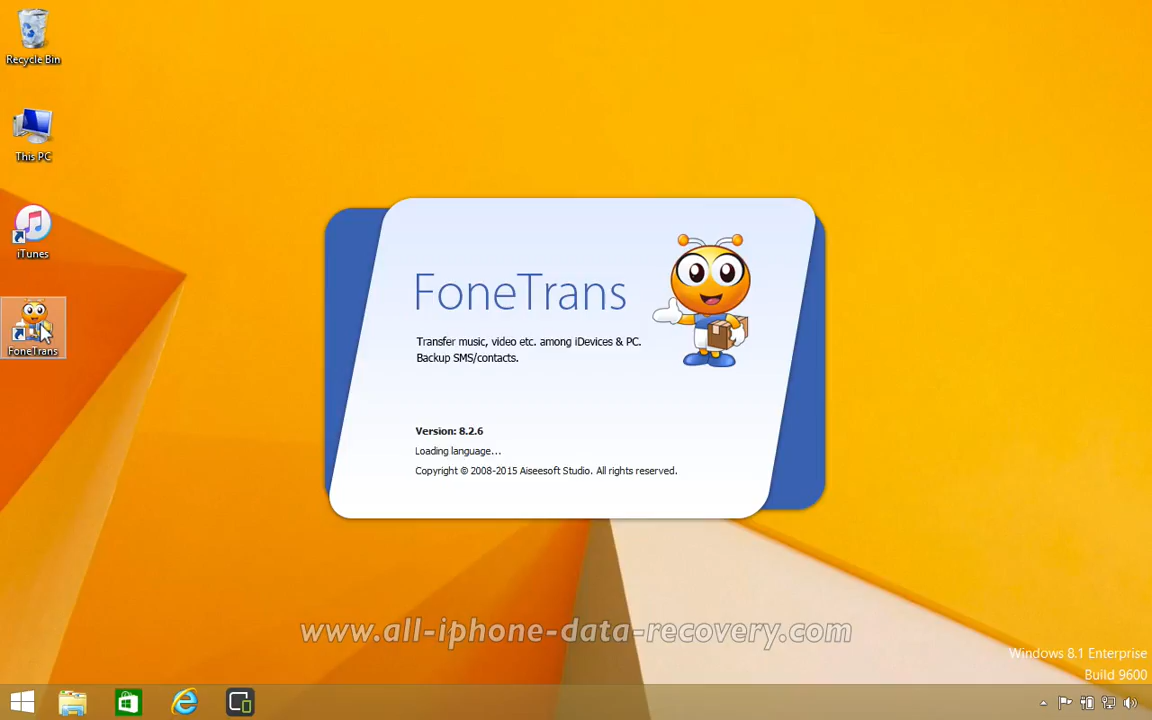 Recycle Bin
This PC
iTunes
FoneTrans
FoneTrans
Transfer music, video etc. among iDevices & PC.
Backup SMS/contacts.
Version: 8.2.6
Loading language...
Copyright © 2008-2015 Aiseesoft Studio. All rights reserved.
www.all-iphone-data-recovery.com
Windows 8.1 Enterprise
Build 9600